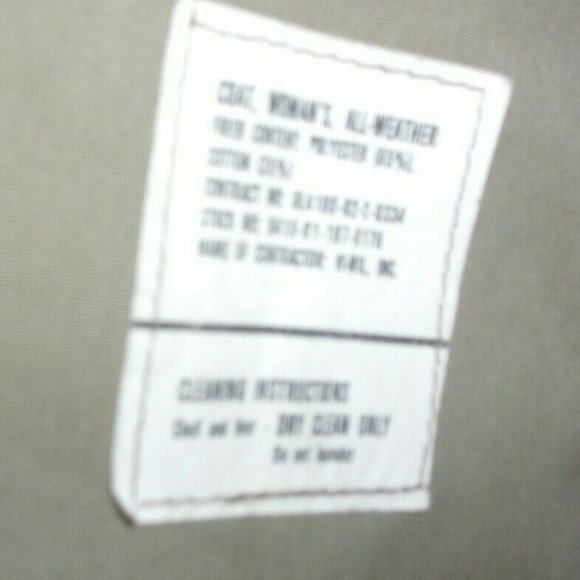 COAT, WOMAN'S, ALL-WEATHER
FIBER CONTENT: POLYESTER
COTTON
CONTRACT NO:
STOCK NO:
NAME OF CONTRACTOR: INC.
CLEANING INSTRUCTIONS
Shell and liner - DRY CLEAN ONLY
Do not launder